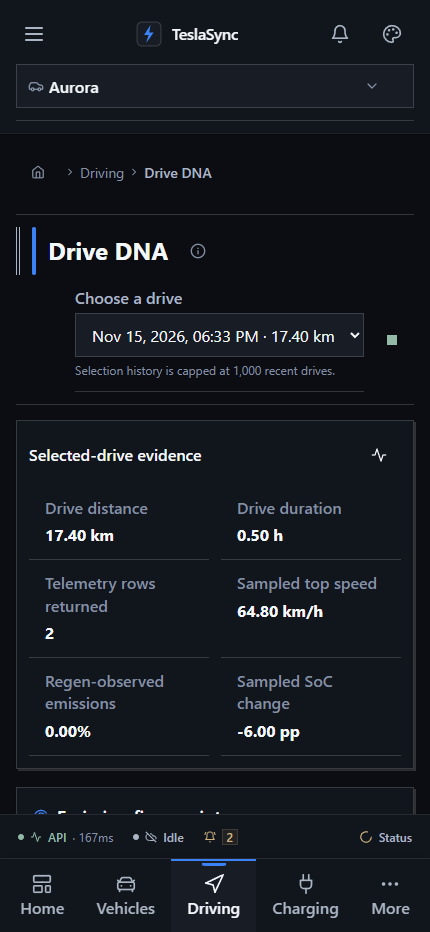 TeslaSync
Aurora
Driving
Drive DNA
Drive DNA
Choose a drive
Nov 15, 2026, 06:33 PM · 17.40 km
Selection history is capped at 1,000 recent drives.
Selected-drive evidence
Drive distance
17.40 km
Drive duration
0.50 h
Telemetry rows
returned
2
Sampled top speed
64.80 km/h
Regen-observed
emissions
0.00%
Sampled SoC
change
-6.00 pp
API · 167ms
Idle
2
Status
Home
Vehicles
Driving
Charging
More